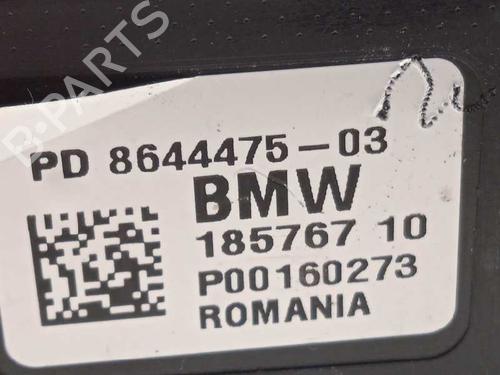 B-PARTS
PD 8644475-03
BMW
185767 10
P00160273
ROMANIA